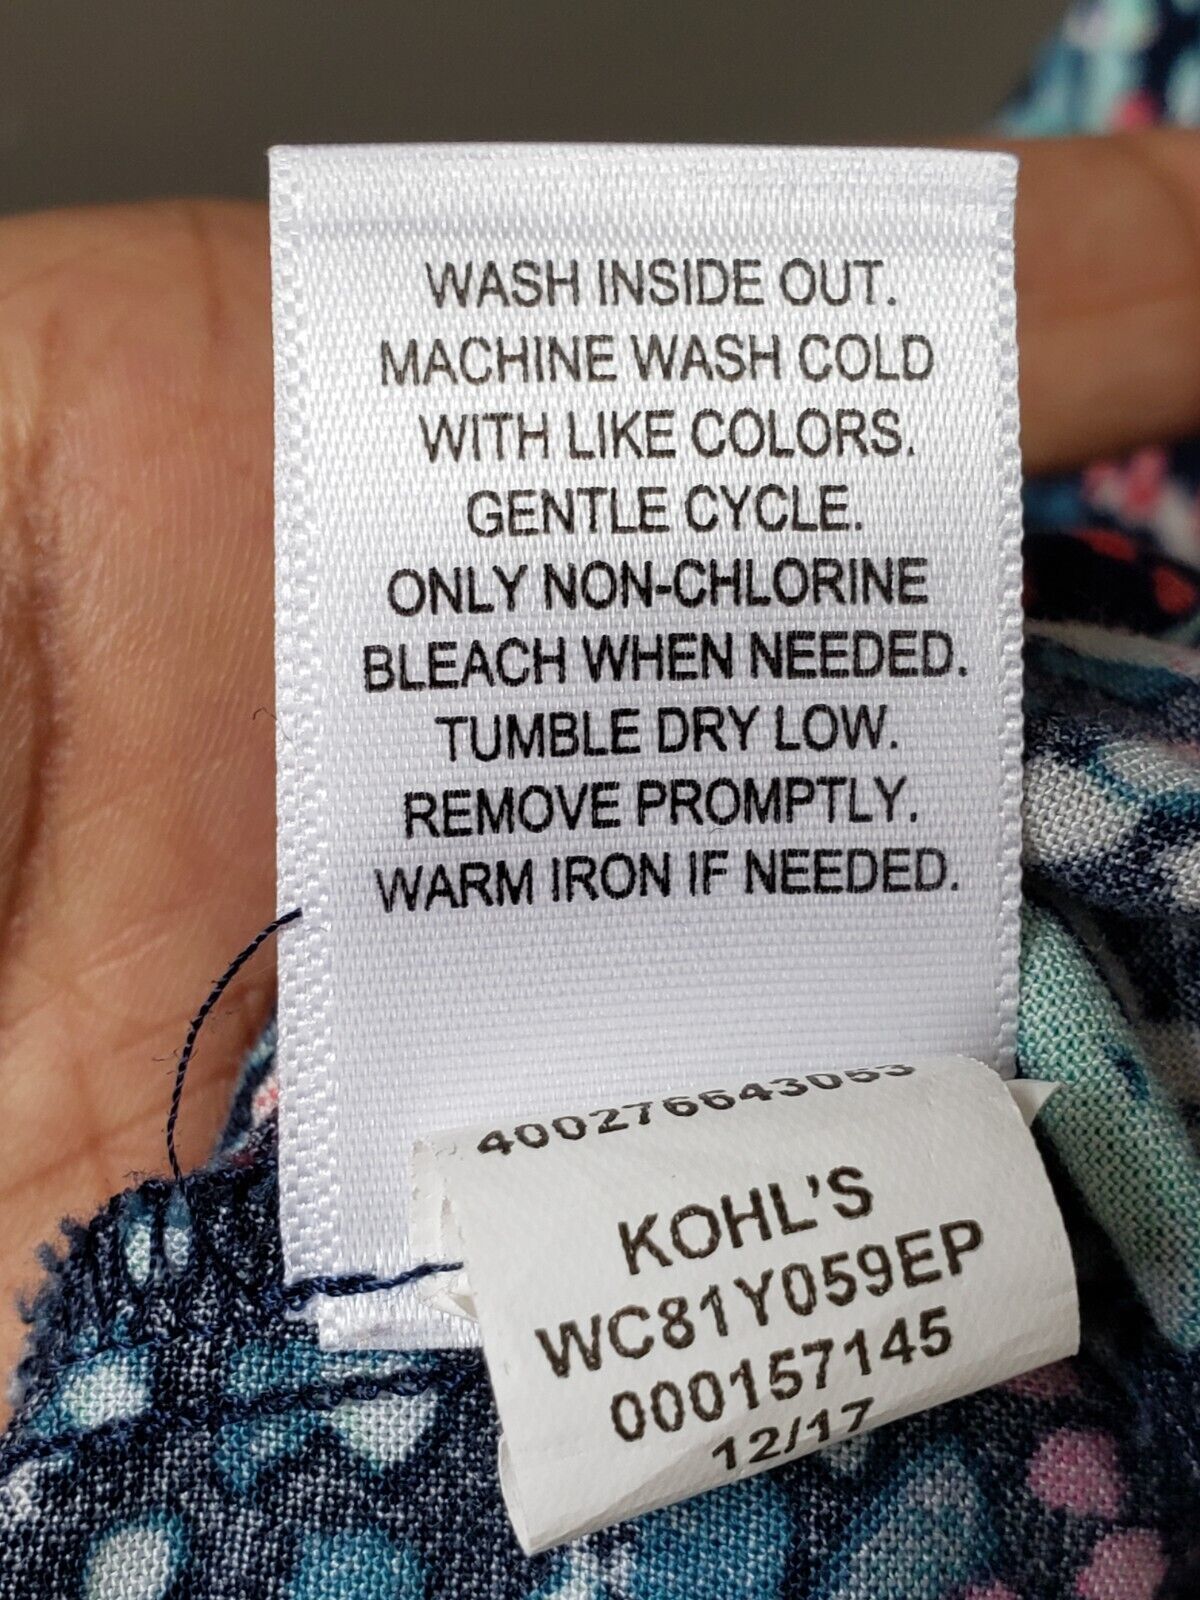 WASH INSIDE OUT.
MACHINE WASH COLD
WITH LIKE COLORS.
GENTLE CYCLE.
ONLY NON-CHLORINE
BLEACH WHEN NEEDED.
TUMBLE DRY LOW.
REMOVE PROMPTLY.
WARM IRON IF NEEDED.
400276643053
KOHL'S
WC81Y059EP
000157145
12/17